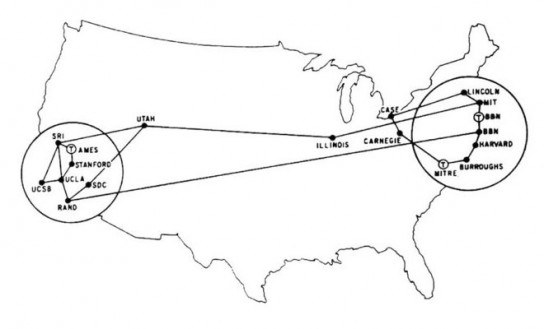 LINCOLN
CASE
MIT
UTAH
T
BBN
SRI
BBN
T
AMES
ILLINOIS
CARNEGIE
HARVARD
STANFORD
T
BURROUGHS
MITRE
UCLA
SDC
UCSB
RAND